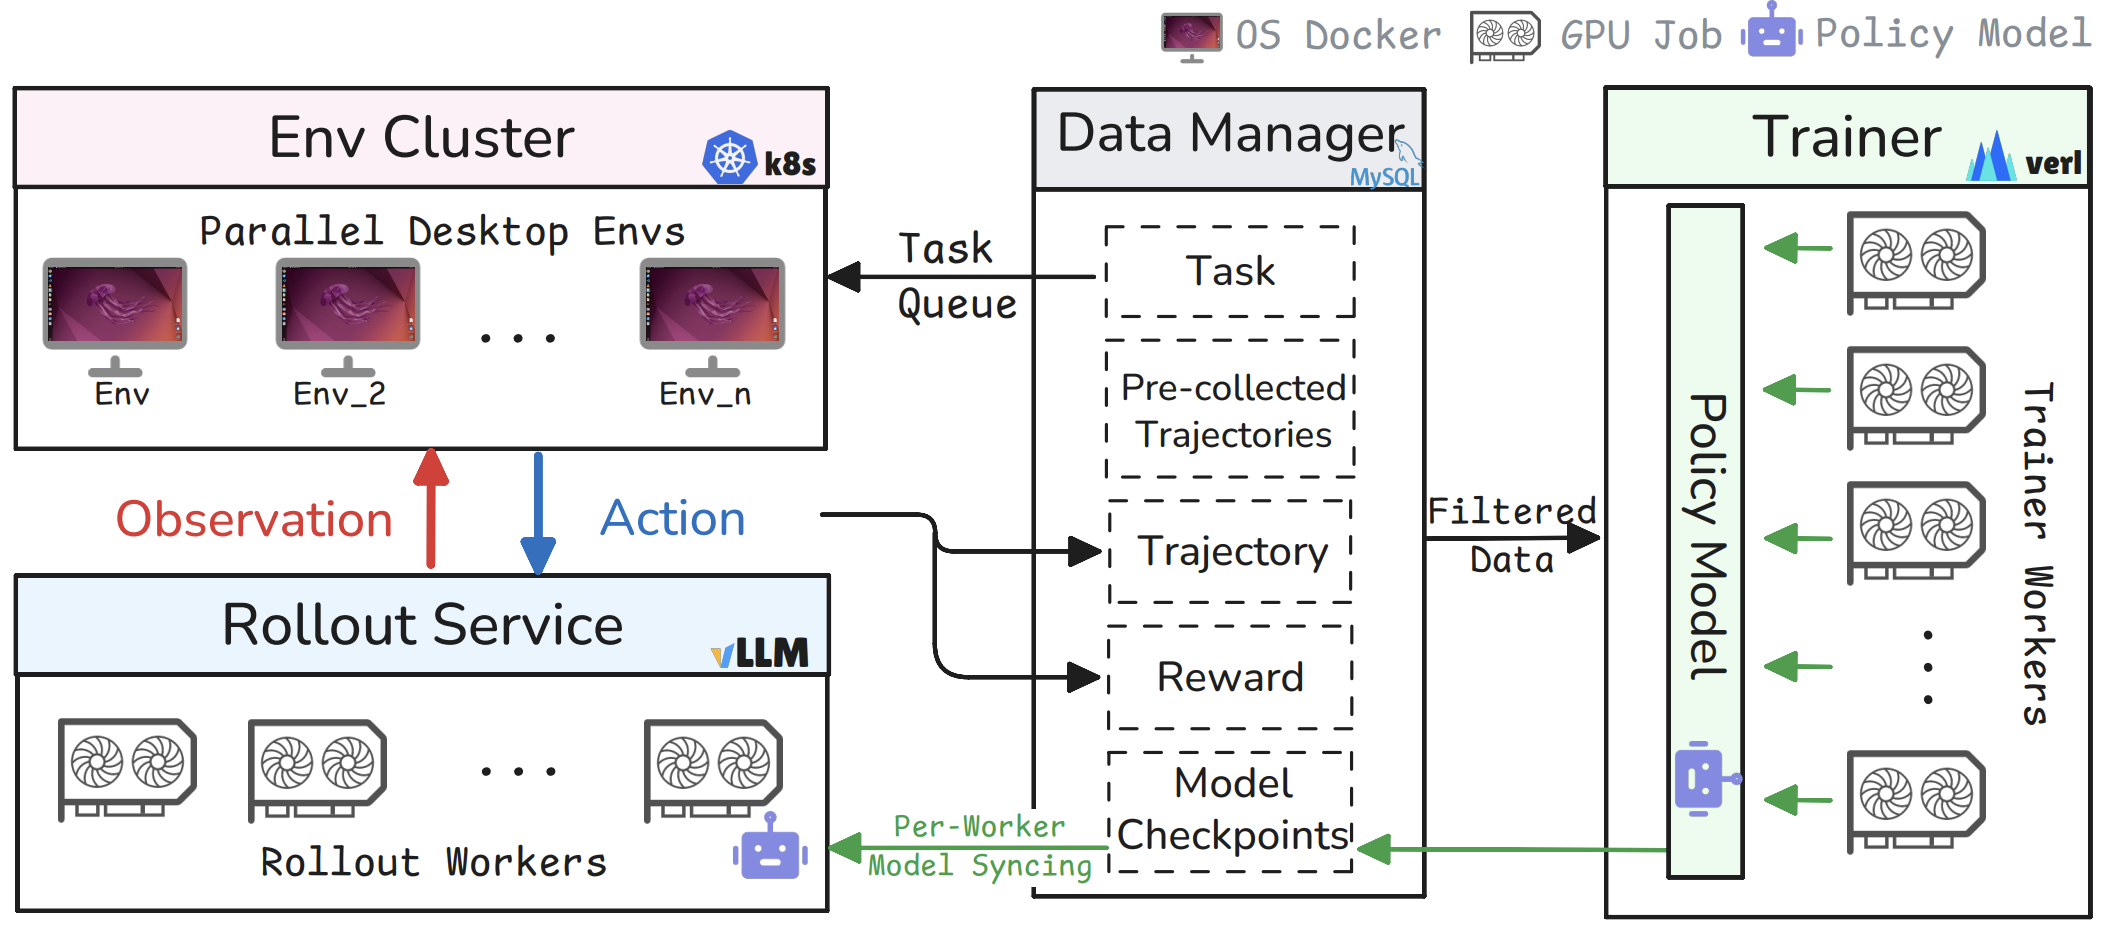 OS Docker
GPU Job
Policy Model
Env Cluster
k8s
Parallel Desktop Envs
Env
Env_2
...
Env_n
Observation
Action
Rollout Service
vLLM
...
Rollout Workers
Task
Queue
Data Manager
MySQL
Task
Pre-collected
Trajectories
Trajectory
Reward
Model
Checkpoints
Per-Worker
Model Syncing
Filtered
Data
Trainer
verl
Policy Model
Trainer Workers